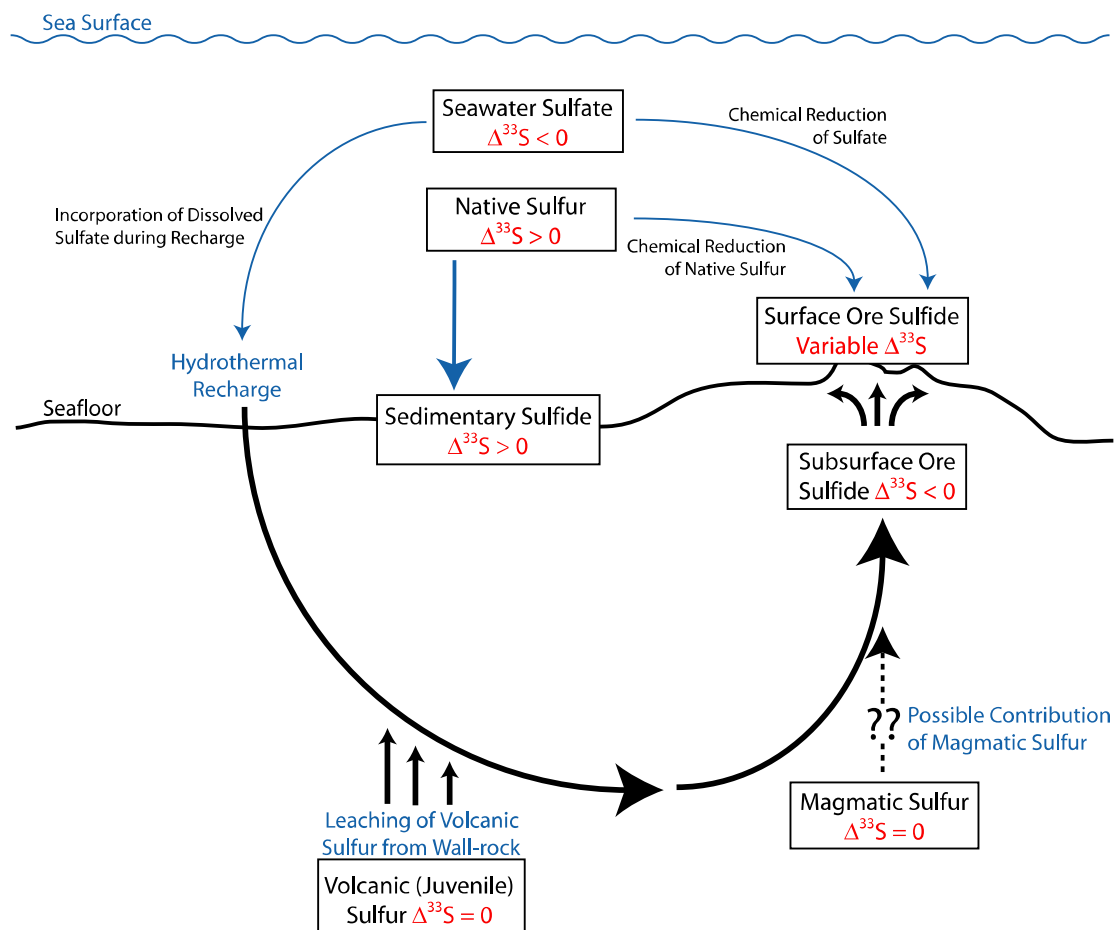 Sea Surface
Seawater Sulfate
Δ³³S < 0
Chemical Reduction
of Sulfate
Native Sulfur
Δ³³S > 0
Incorporation of Dissolved
Sulfate during Recharge
Chemical Reduction
of Native Sulfur
Surface Ore Sulfide
Variable Δ³³S
Hydrothermal
Recharge
Seafloor
Sedimentary Sulfide
Δ³³S > 0
Subsurface Ore
Sulfide Δ³³S < 0
?? Possible Contribution
of Magmatic Sulfur
Magmatic Sulfur
Δ³³S = 0
Leaching of Volcanic
Sulfur from Wall-rock
Volcanic (Juvenile)
Sulfur Δ³³S = 0